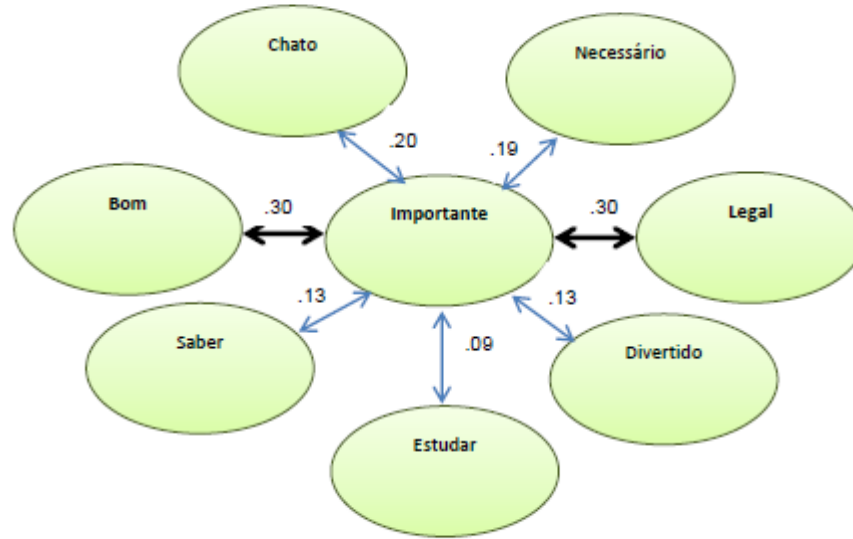 Chato
Necessário
.20
.19
Bom
.30
Importante
.30
Legal
.13
.13
Saber
.09
Divertido
Estudar